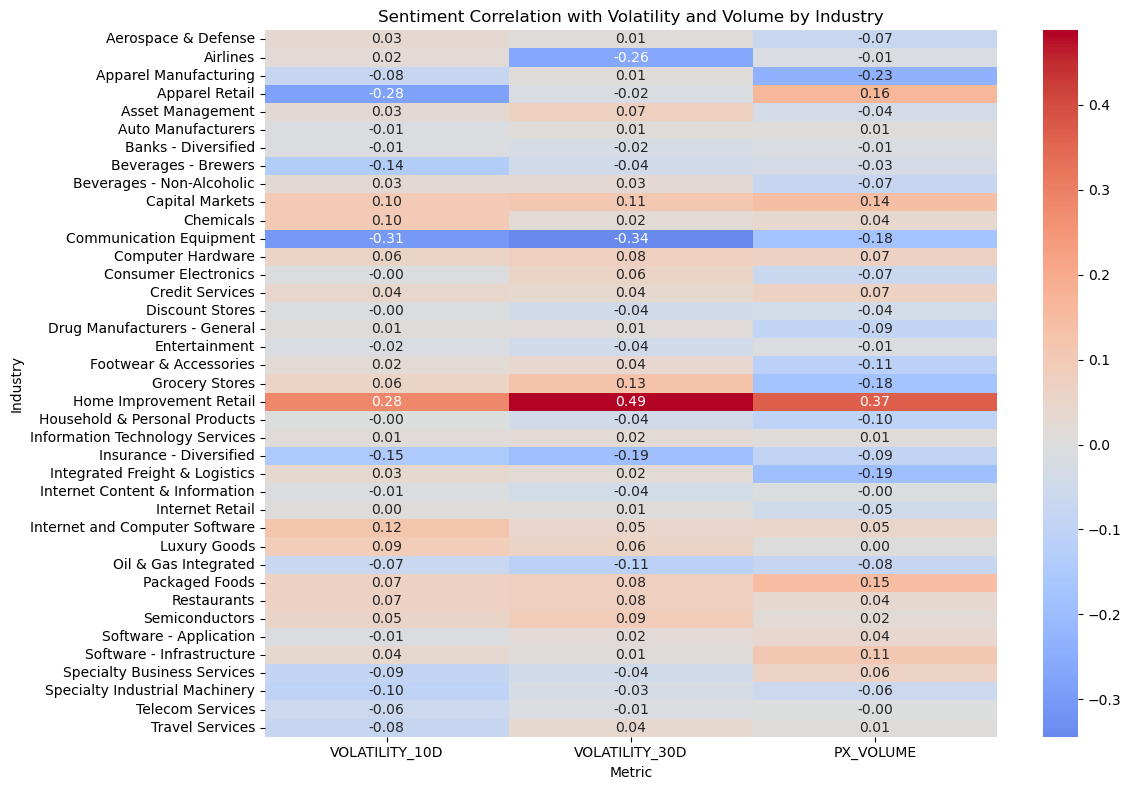 Sentiment Correlation with Volatility and Volume by Industry
Aerospace & Defense 0.03 0.01 -0.07
Airlines 0.02 -0.26 -0.01
Apparel Manufacturing -0.08 0.01 -0.23
Apparel Retail -0.28 -0.02 0.16
Asset Management 0.03 0.07 -0.04
Auto Manufacturers -0.01 0.01 0.01
Banks - Diversified -0.01 -0.02 -0.01
Beverages - Brewers -0.14 -0.04 -0.03
Beverages - Non-Alcoholic 0.03 0.03 -0.07
Capital Markets 0.10 0.11 0.14
Chemicals 0.10 0.02 0.04
Communication Equipment -0.31 -0.34 -0.18
Computer Hardware 0.06 0.08 0.07
Consumer Electronics -0.00 0.06 -0.07
Credit Services 0.04 0.04 0.07
Discount Stores -0.00 -0.04 -0.04
Drug Manufacturers - General 0.01 0.01 -0.09
Entertainment -0.02 -0.04 -0.01
Footwear & Accessories 0.02 0.04 -0.11
Grocery Stores 0.06 0.13 -0.18
Home Improvement Retail 0.28 0.49 0.37
Household & Personal Products -0.00 -0.04 -0.10
Information Technology Services 0.01 0.02 0.01
Insurance - Diversified -0.15 -0.19 -0.09
Integrated Freight & Logistics 0.03 0.02 -0.19
Internet Content & Information -0.01 -0.04 -0.00
Internet Retail 0.00 0.01 -0.05
Internet and Computer Software 0.12 0.05 0.05
Luxury Goods 0.09 0.06 0.00
Oil & Gas Integrated -0.07 -0.11 -0.08
Packaged Foods 0.07 0.08 0.15
Restaurants 0.07 0.08 0.04
Semiconductors 0.05 0.09 0.02
Software - Application -0.01 0.02 0.04
Software - Infrastructure 0.04 0.01 0.11
Specialty Business Services -0.09 -0.04 0.06
Specialty Industrial Machinery -0.10 -0.03 -0.06
Telecom Services -0.06 -0.01 -0.00
Travel Services -0.08 0.04 0.01
VOLATILITY_10D VOLATILITY_30D PX_VOLUME
Metric
Industry
0.4
0.3
0.2
0.1
0.0
−0.1
−0.2
−0.3